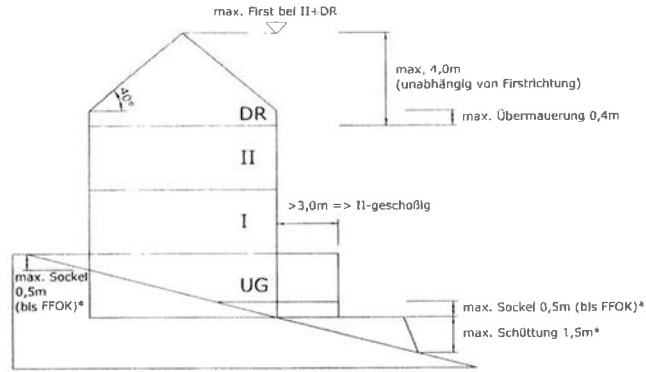 max. First bei II+DR
max. 4,0m
(unabhängig von Firstrichtung)
40°
DR
max. Übermauerung 0,4m
II
>3,0m => II-geschoßig
I
max. Sockel
0,5m
(bis FFOK)*
UG
max. Sockel 0,5m (bis FFOK)*
max. Schüttung 1,5m*